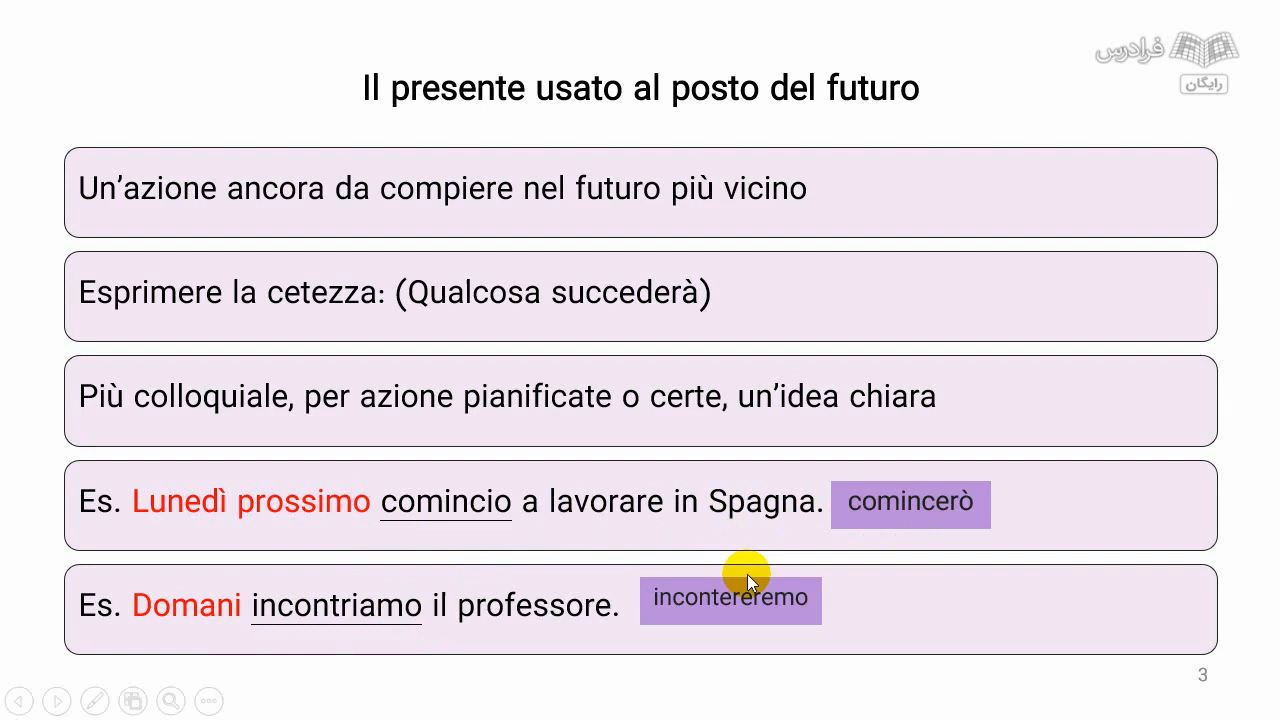 فرادرس
رایگان
Il presente usato al posto del futuro
Un’azione ancora da compiere nel futuro più vicino
Esprimere la cetezza: (Qualcosa succederà)
Più colloquiale, per azione pianificate o certe, un’idea chiara
Es. Lunedì prossimo comincio a lavorare in Spagna. comincerò
Es. Domani incontriamo il professore. incontereremo
3